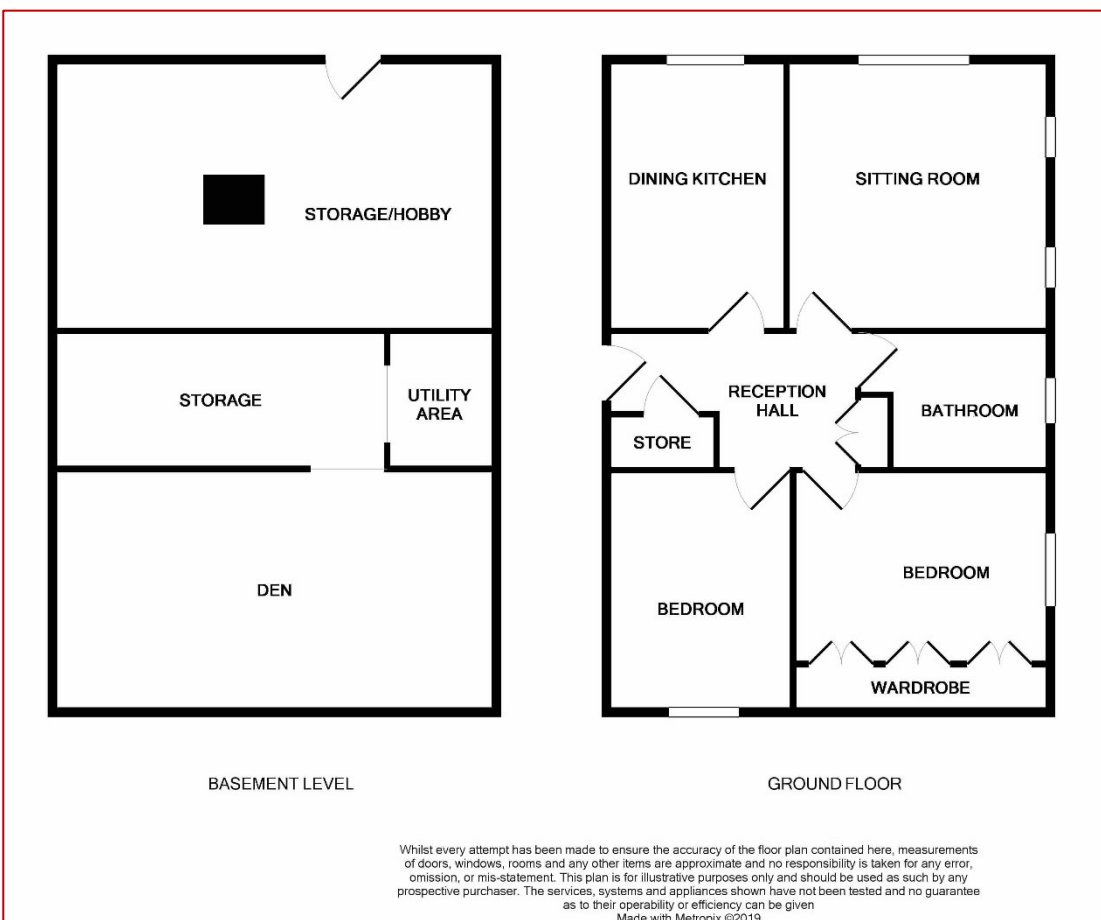 STORAGE/HOBBY
STORAGE
UTILITY
AREA
DEN
BASEMENT LEVEL
DINING KITCHEN
SITTING ROOM
RECEPTION
HALL
BATHROOM
STORE
BEDROOM
BEDROOM
WARDROBE
GROUND FLOOR
Whilst every attempt has been made to ensure the accuracy of the floor plan contained here, measurements
of doors, windows, rooms and any other items are approximate and no responsibility is taken for any error,
omission, or mis-statement. This plan is for illustrative purposes only and should be used as such by any
prospective purchaser. The services, systems and appliances shown have not been tested and no guarantee
as to their operability or efficiency can be given
Made with Metropix ©2019